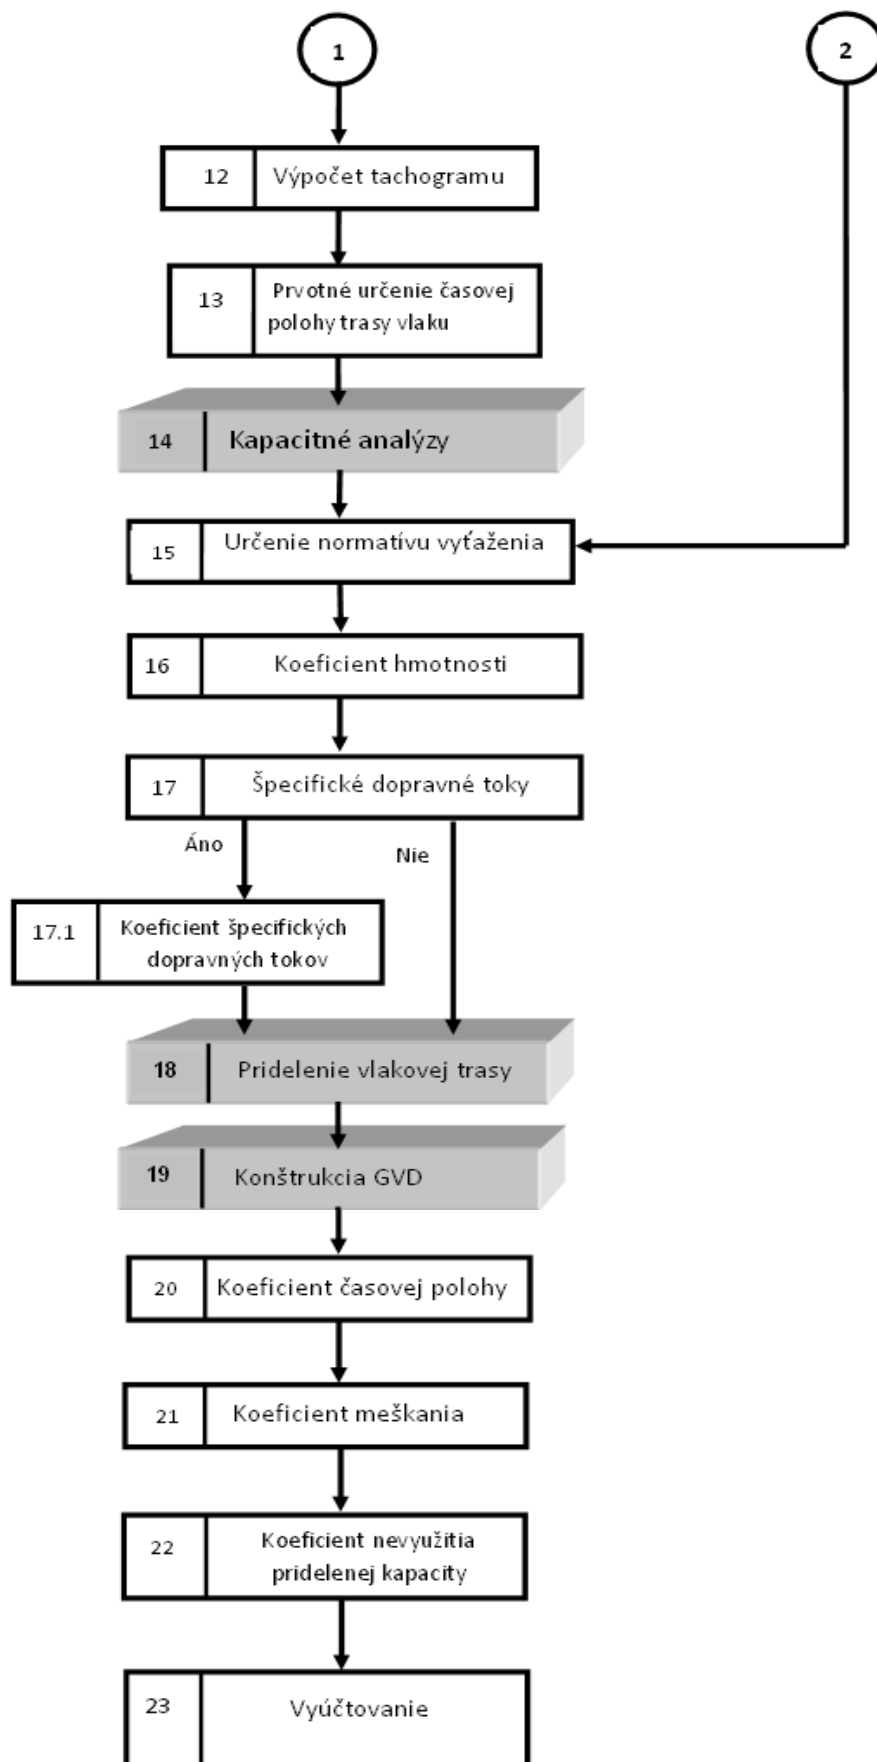 1
2
12 Výpočet tachogramu
13 Prvotné určenie časovej
polohy trasy vlaku
14 Kapacitné analýzy
15 Určenie normatívu vyťaženia
16 Koeficient hmotnosti
17 Špecifické dopravné toky
Áno
Nie
17.1 Koeficient špecifických
dopravných tokov
18 Pridelenie vlakovej trasy
19 Konštrukcia GVD
20 Koeficient časovej polohy
21 Koeficient meškania
22 Koeficient nevyužitia
pridelenej kapacity
23 Vyúčtovanie